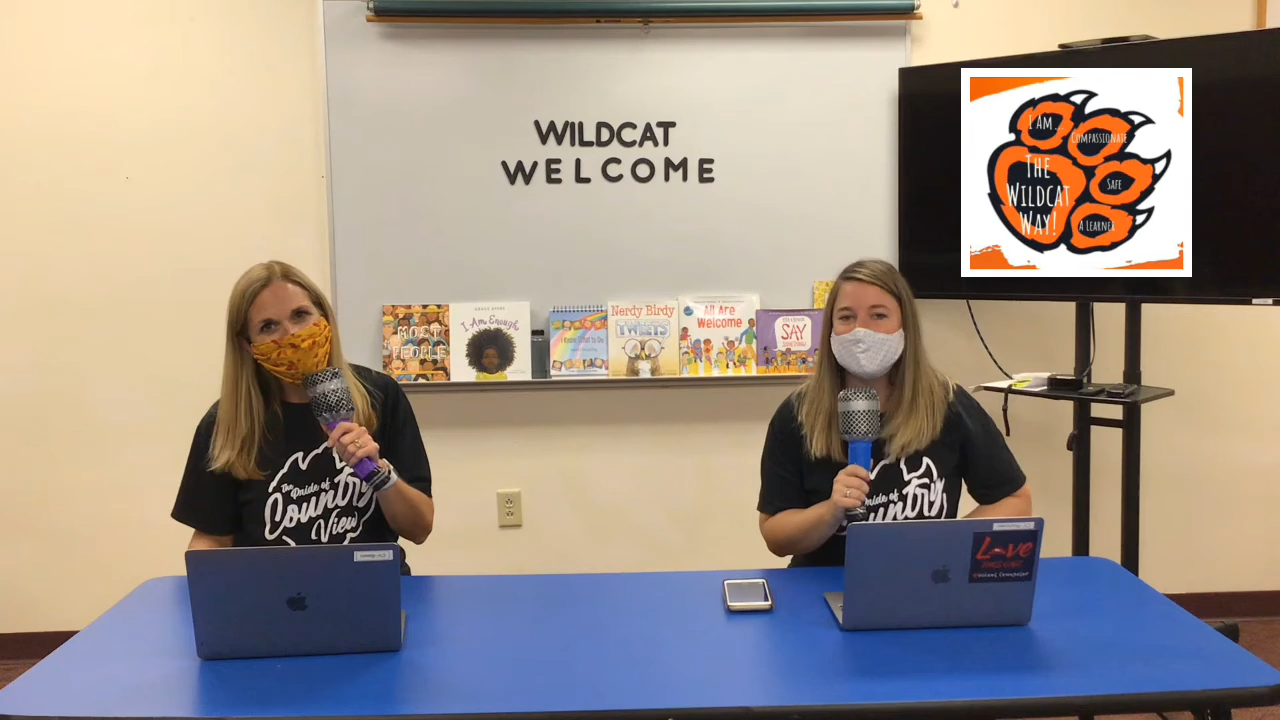 WILDCAT
WELCOME
I AM...
COMPASSIONATE
THE
WILDCAT
WAY!
SAFE
A LEARNER
MOST
PEOPLE
I Am Enough
Nerdy Birdy
TWEETS
All Are
Welcome
SAY
SOMETHING!
The Pride of
Country
View
Pride of
Country
Love